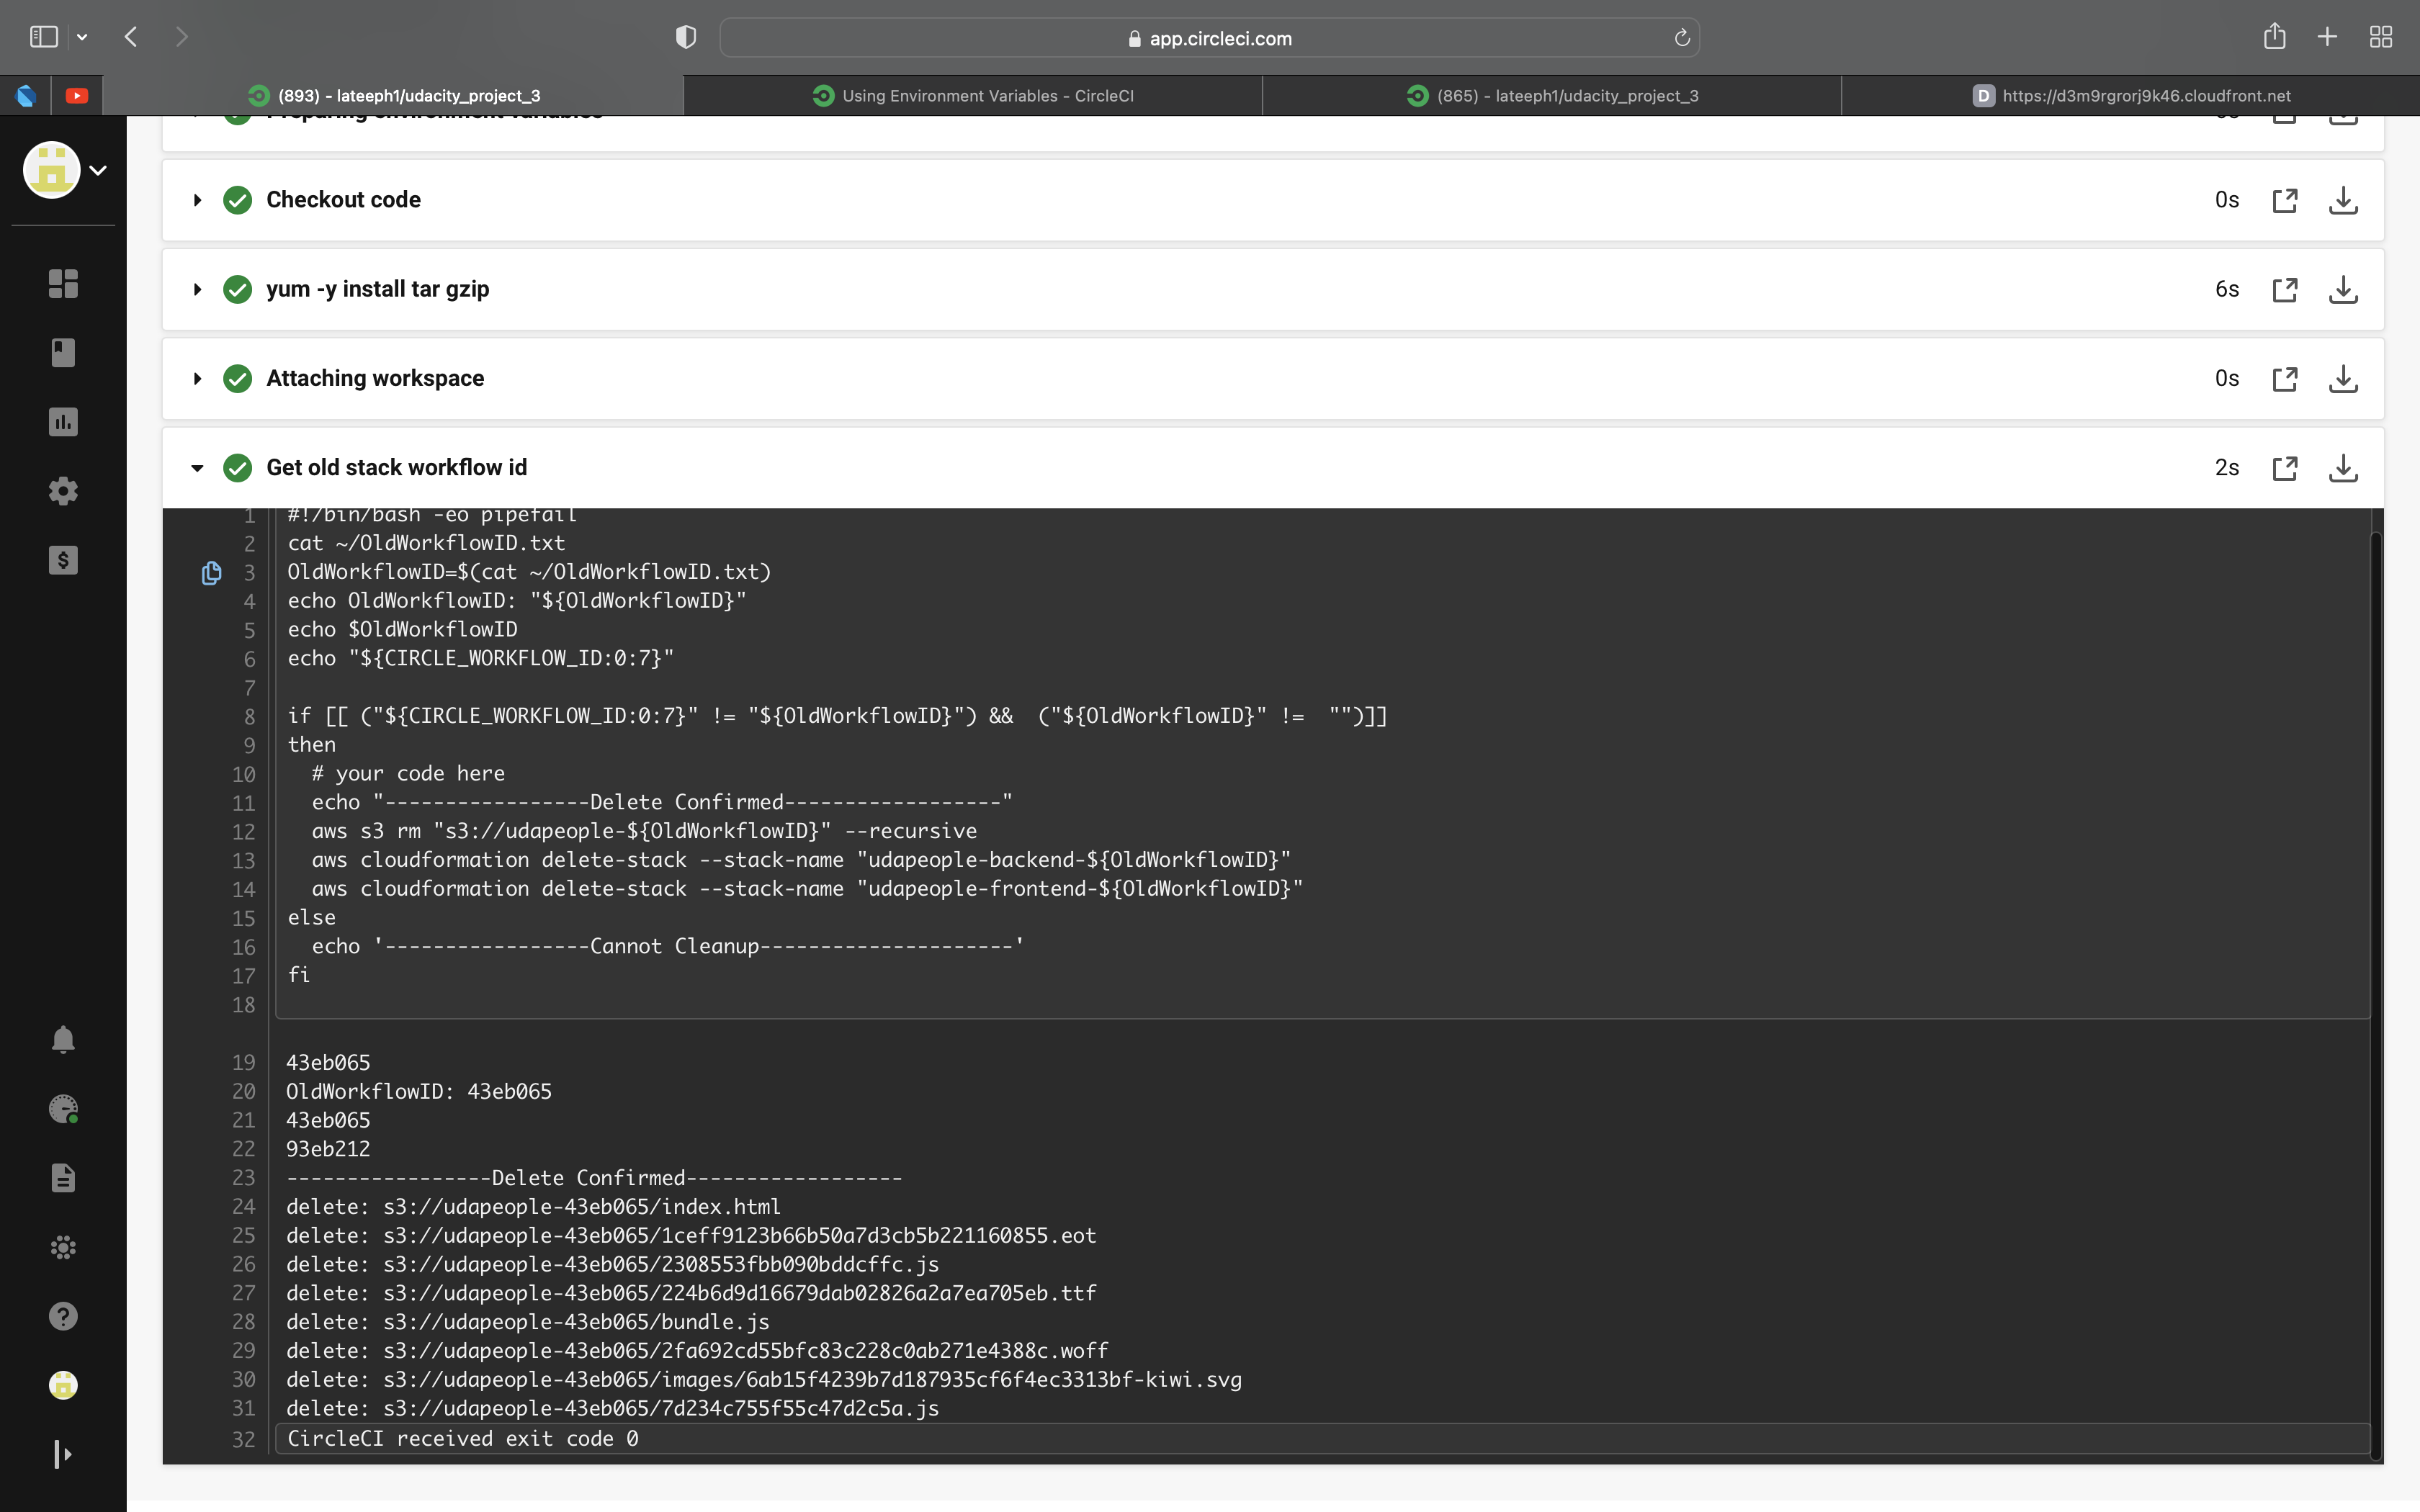 app.circleci.com
(893) - lateeph1/udacity_project_3
Using Environment Variables - CircleCI
(865) - lateeph1/udacity_project_3
D https://d3m9rgrorj9k46.cloudfront.net
Preparing environment variables 0s
Checkout code 0s
yum -y install tar gzip 6s
Attaching workspace 0s
Get old stack workflow id 2s
1 #!/bin/bash -eo pipefail
2 cat ~/OldWorkflowID.txt
3 OldWorkflowID=$(cat ~/OldWorkflowID.txt)
4 echo OldWorkflowID: "${OldWorkflowID}"
5 echo $OldWorkflowID
6 echo "${CIRCLE_WORKFLOW_ID:0:7}"
7
8 if [[ ("${CIRCLE_WORKFLOW_ID:0:7}" != "${OldWorkflowID}") &&  ("${OldWorkflowID}" !=  "")]]
9 then
10   # your code here
11   echo "-----------------Delete Confirmed------------------"
12   aws s3 rm "s3://udapeople-${OldWorkflowID}" --recursive
13   aws cloudformation delete-stack --stack-name "udapeople-backend-${OldWorkflowID}"
14   aws cloudformation delete-stack --stack-name "udapeople-frontend-${OldWorkflowID}"
15 else
16   echo '-----------------Cannot Cleanup---------------------'
17 fi
18
19 43eb065
20 OldWorkflowID: 43eb065
21 43eb065
22 93eb212
23 -----------------Delete Confirmed------------------
24 delete: s3://udapeople-43eb065/index.html
25 delete: s3://udapeople-43eb065/1ceff9123b66b50a7d3cb5b221160855.eot
26 delete: s3://udapeople-43eb065/2308553fbb090bddcffc.js
27 delete: s3://udapeople-43eb065/224b6d9d16679dab02826a2a7ea705eb.ttf
28 delete: s3://udapeople-43eb065/bundle.js
29 delete: s3://udapeople-43eb065/2fa692cd55bfc83c228c0ab271e4388c.woff
30 delete: s3://udapeople-43eb065/images/6ab15f4239b7d187935cf6f4ec3313bf-kiwi.svg
31 delete: s3://udapeople-43eb065/7d234c755f55c47d2c5a.js
32 CircleCI received exit code 0